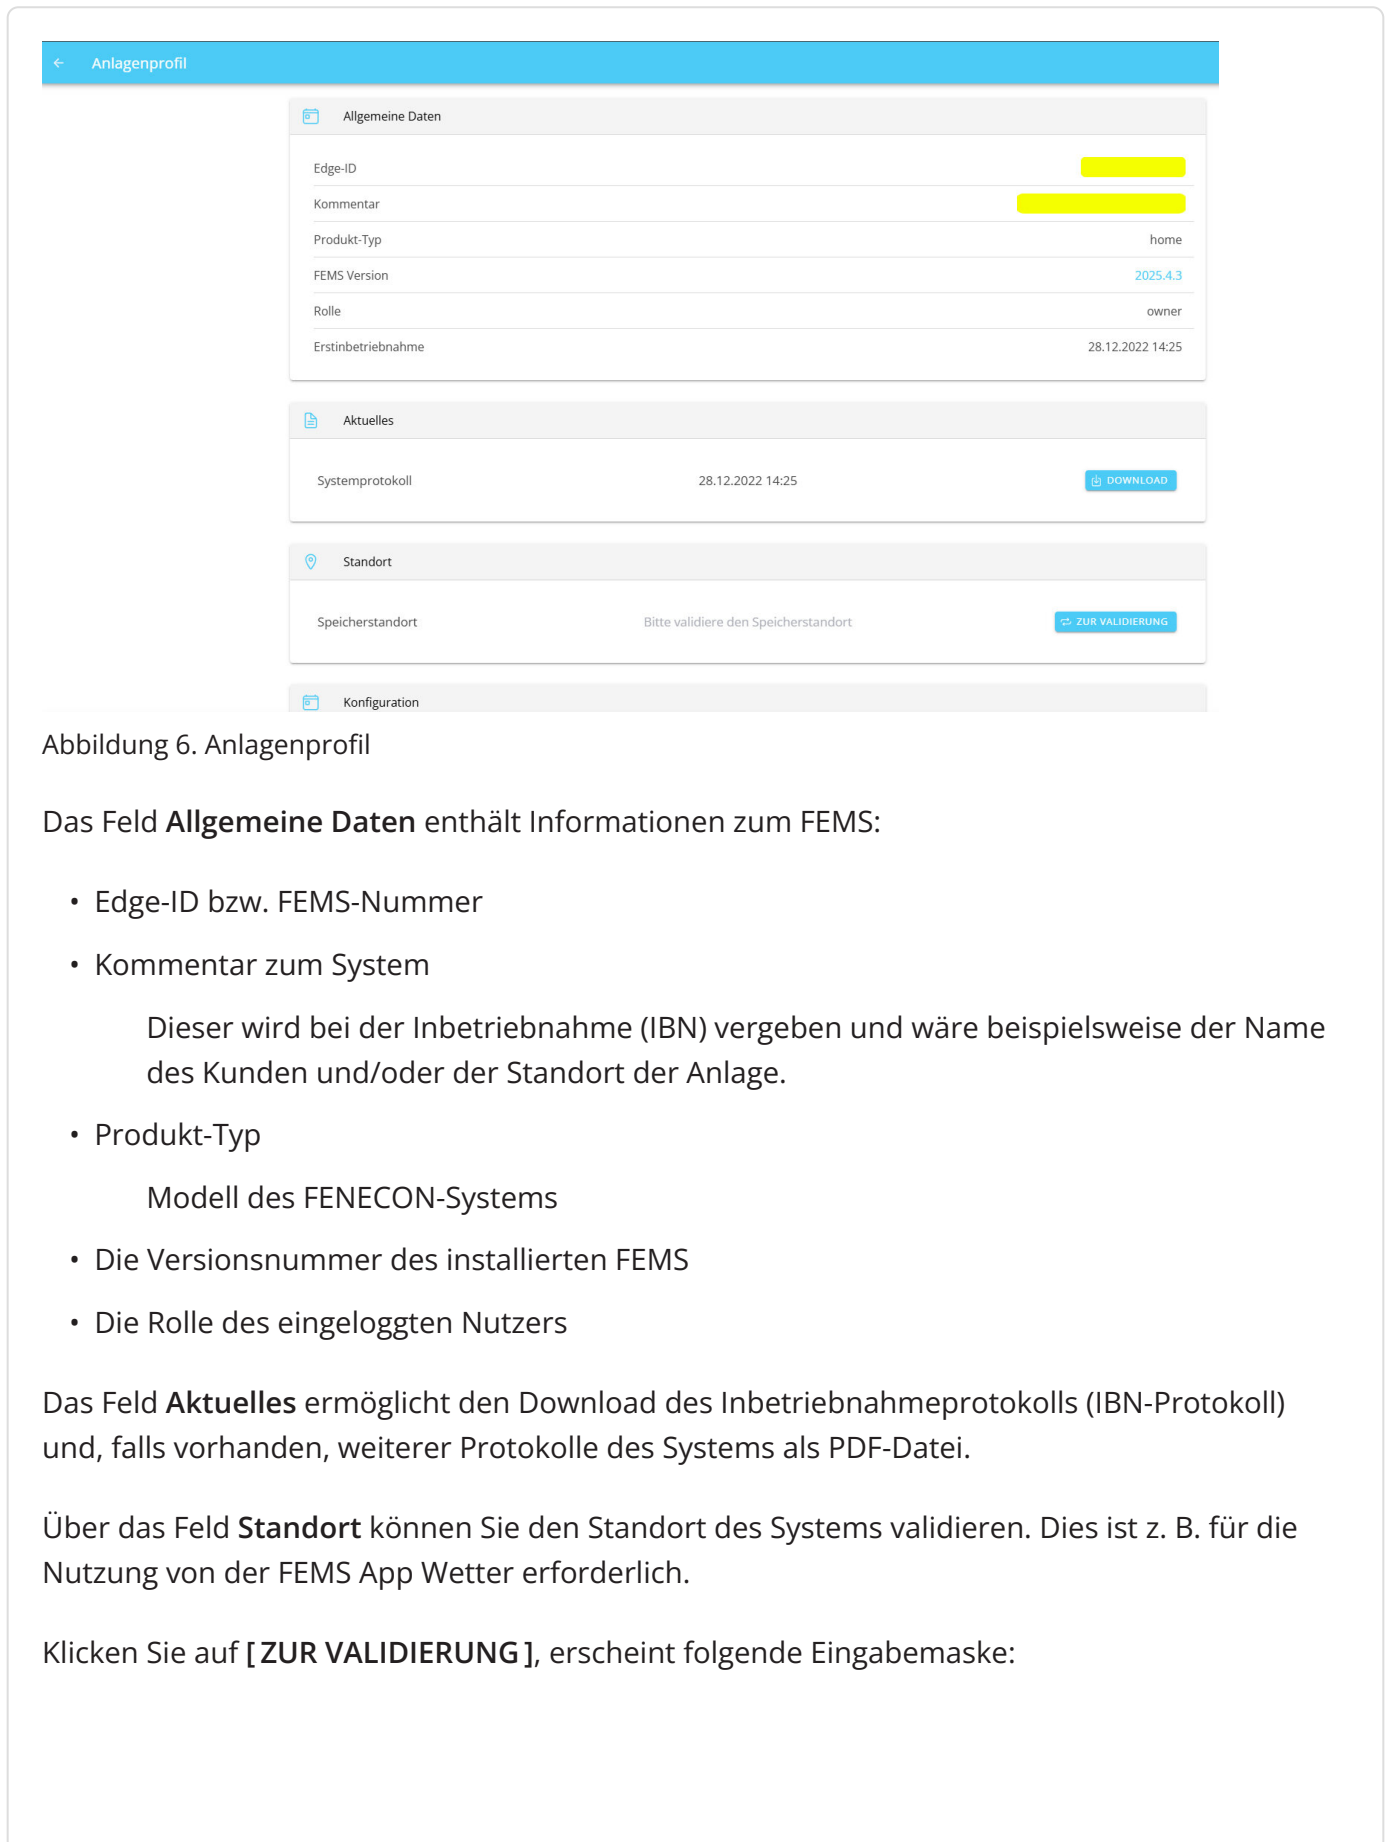 ← Anlagenprofil
Allgemeine Daten
Edge-ID
Kommentar
Produkt-Typ home
FEMS Version 2025.4.3
Rolle owner
Erstinbetriebnahme 28.12.2022 14:25
Aktuelles
Systemprotokoll 28.12.2022 14:25 DOWNLOAD
Standort
Speicherstandort Bitte validiere den Speicherstandort ZUR VALIDIERUNG
Konfiguration
Abbildung 6. Anlagenprofil
Das Feld Allgemeine Daten enthält Informationen zum FEMS:
• Edge-ID bzw. FEMS-Nummer
• Kommentar zum System
Dieser wird bei der Inbetriebnahme (IBN) vergeben und wäre beispielsweise der Name
des Kunden und/oder der Standort der Anlage.
• Produkt-Typ
Modell des FENECON-Systems
• Die Versionsnummer des installierten FEMS
• Die Rolle des eingeloggten Nutzers
Das Feld Aktuelles ermöglicht den Download des Inbetriebnahmeprotokolls (IBN-Protokoll)
und, falls vorhanden, weiterer Protokolle des Systems als PDF-Datei.
Über das Feld Standort können Sie den Standort des Systems validieren. Dies ist z. B. für die
Nutzung von der FEMS App Wetter erforderlich.
Klicken Sie auf [ ZUR VALIDIERUNG ], erscheint folgende Eingabemaske: